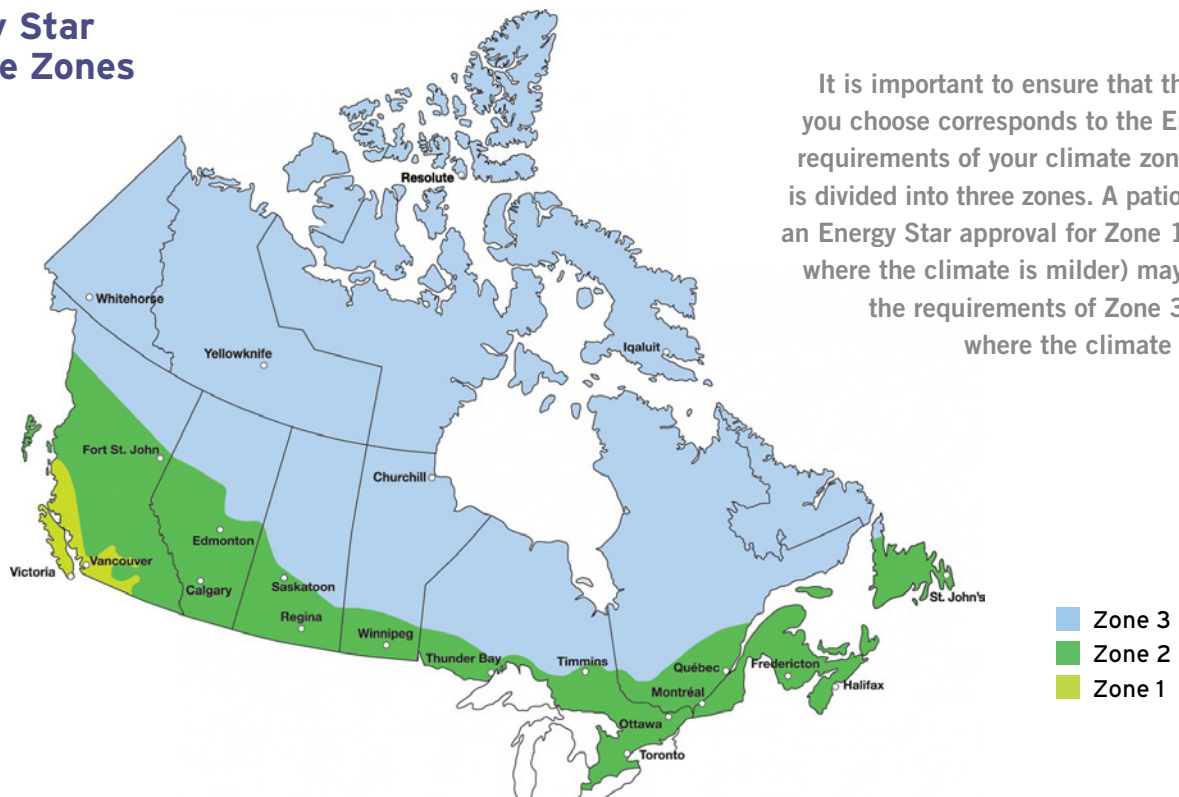 y Star
e Zones
It is important to ensure that th
you choose corresponds to the E
requirements of your climate zon
is divided into three zones. A patio
an Energy Star approval for Zone 1
where the climate is milder) may
the requirements of Zone 3
where the climate
Resolute
Whitehorse
Yellowknife
Iqaluit
Fort St. John
Churchill
Edmonton
Vancouver
Victoria
Calgary
Saskatoon
Regina
Winnipeg
Thunder Bay
Timmins
Québec
Fredericton
St. John's
Montréal
Halifax
Ottawa
Toronto
Zone 3
Zone 2
Zone 1